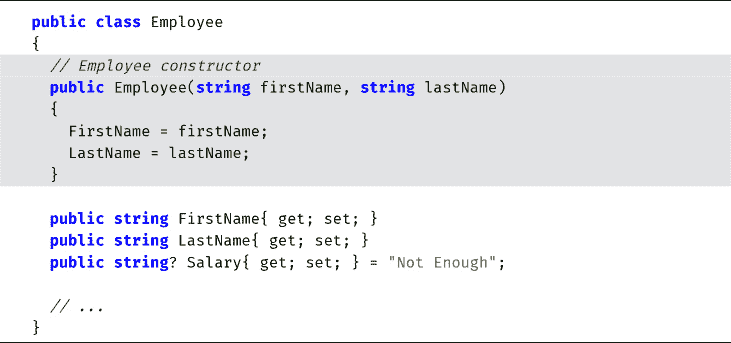 public class Employee
{
// Employee constructor
public Employee(string firstName, string lastName)
{
FirstName = firstName;
LastName = lastName;
}
public string FirstName{ get; set; }
public string LastName{ get; set; }
public string? Salary{ get; set; } = "Not Enough";
// ...
}